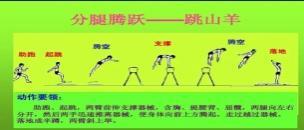 分腿腾跃——跳山羊
助跑
起跳
腾空
支撑
腾空
落地
动作要领：
助跑、起跳，两臂前伸支撑器械，含胸、提腰背、屈髋，两腿向左右
分开，然后两手迅速推离器械，使身体向前上方腾起，走过越过器械。
落地成半蹲，两臂斜上举。